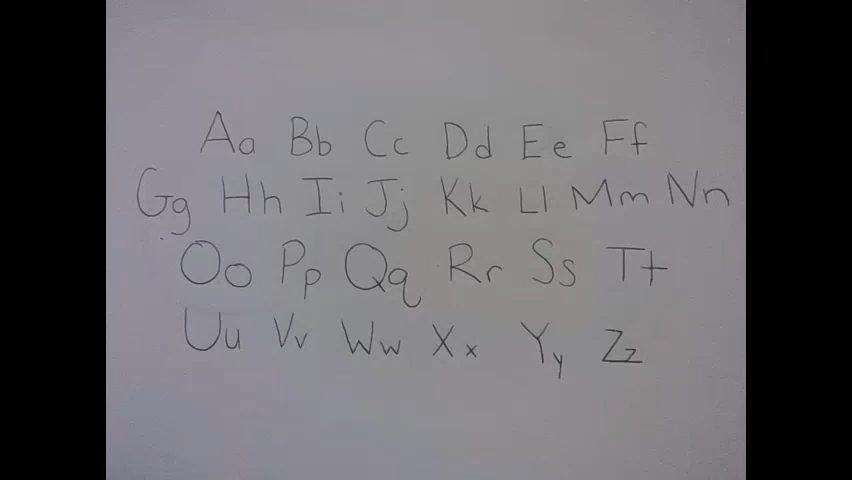 Aa Bb Cc Dd Ee Ff
Gg Hh Ii Jj Kk Ll Mm Nn
Oo Pp Qq Rr Ss Tt
Uu Vv Ww Xx Yy Zz